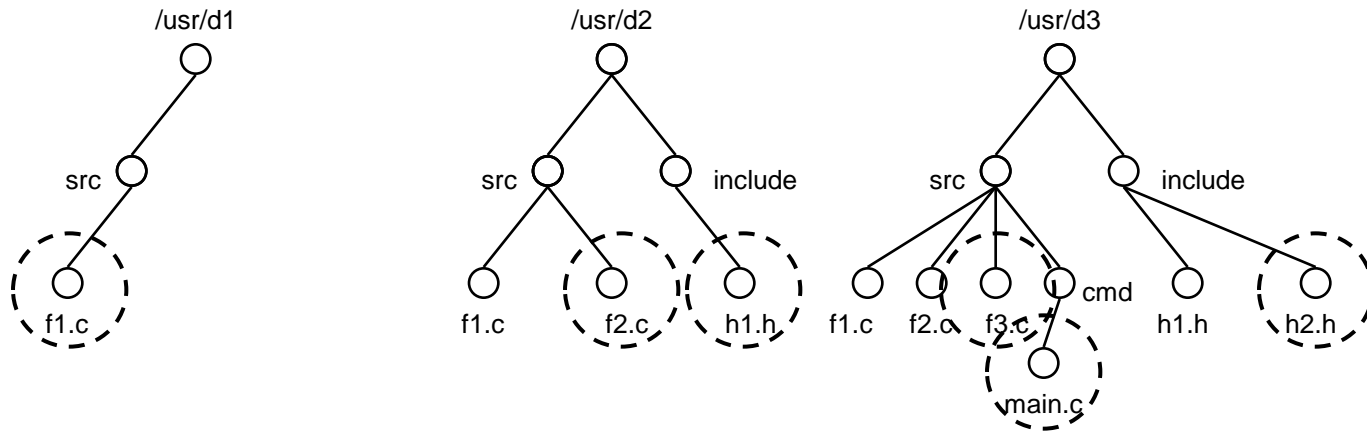 /usr/d1
/usr/d2
/usr/d3
src
src
include
src
include
cmd
f1.c
f1.c
f2.c
h1.h
f1.c
f2.c
f3.c
h1.h
h2.h
main.c